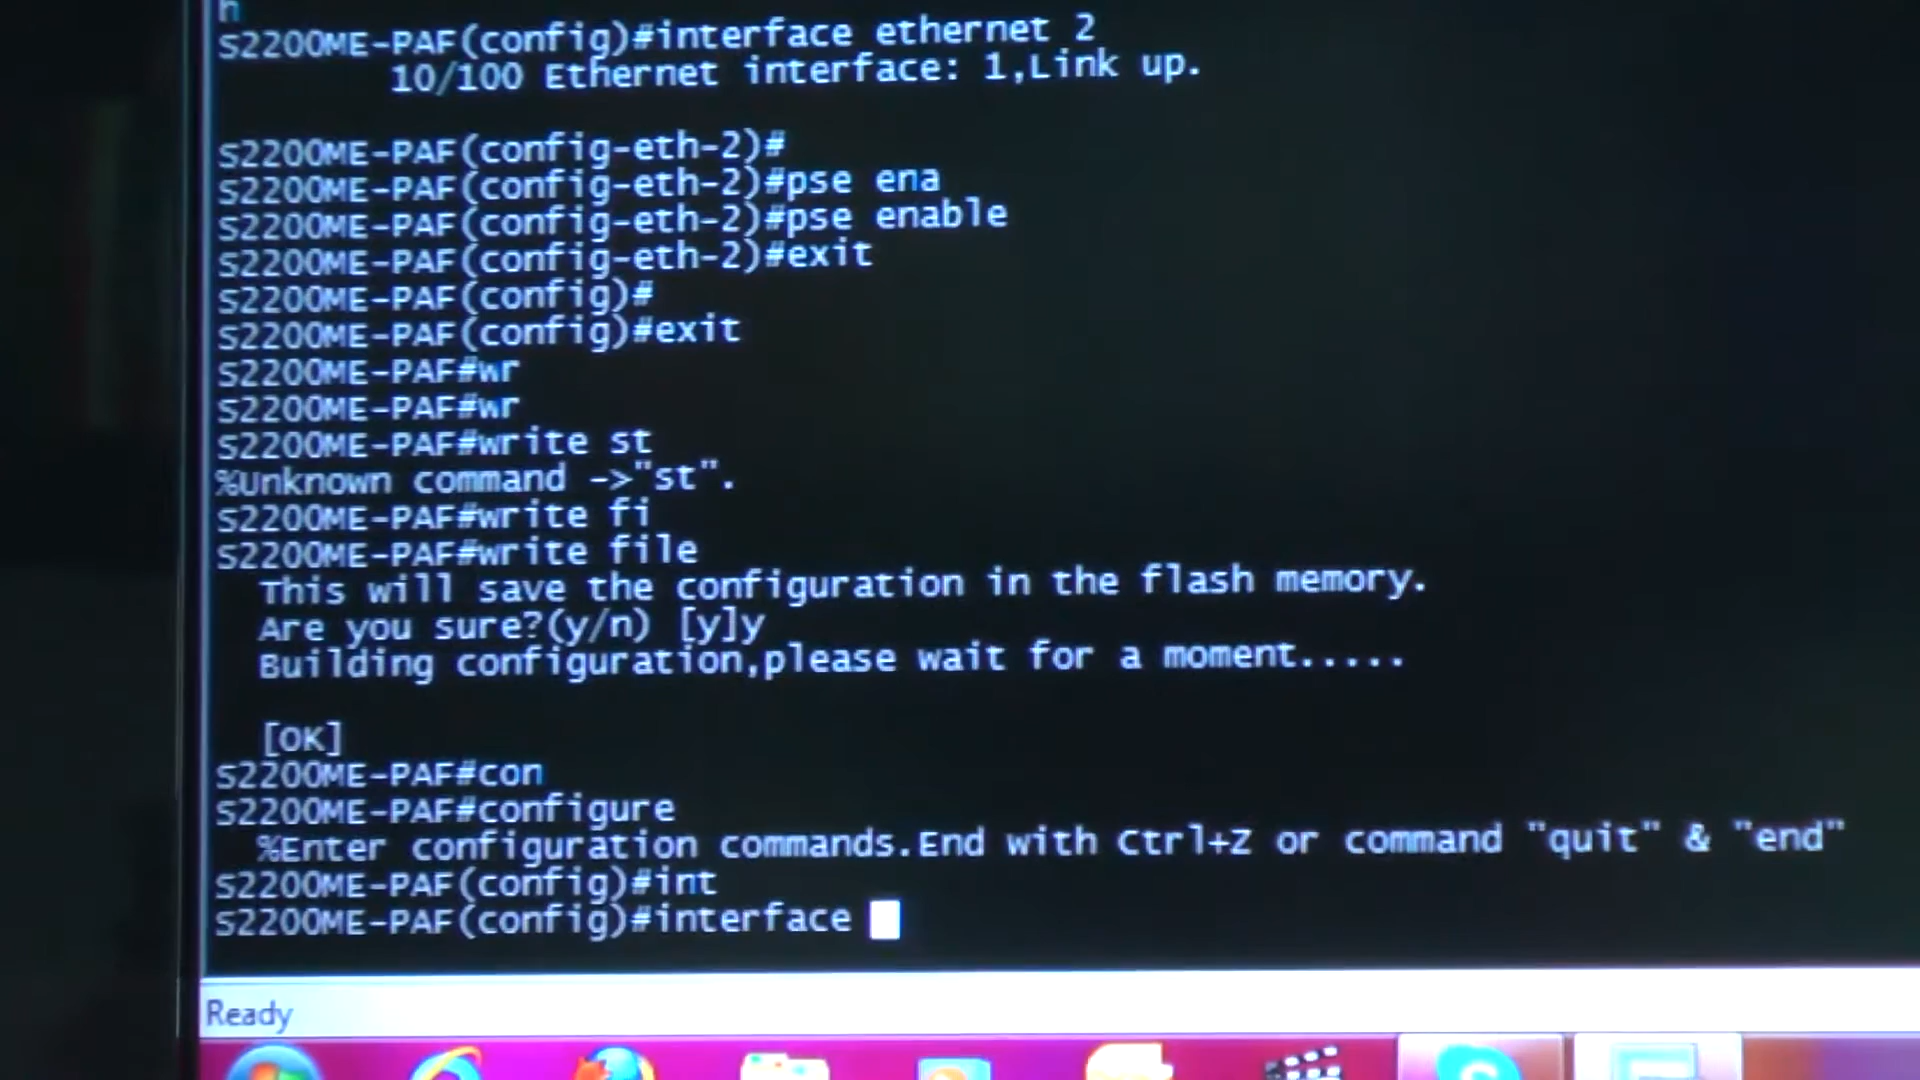 h
S2200ME-PAF(config)#interface ethernet 2
10/100 Ethernet interface: 1,Link up.
S2200ME-PAF(config-eth-2)#
S2200ME-PAF(config-eth-2)#pse ena
S2200ME-PAF(config-eth-2)#pse enable
S2200ME-PAF(config-eth-2)#exit
S2200ME-PAF(config)#
S2200ME-PAF(config)#exit
S2200ME-PAF#wr
S2200ME-PAF#wr
S2200ME-PAF#write st
%Unknown command ->"st".
S2200ME-PAF#write fi
S2200ME-PAF#write file
This will save the configuration in the flash memory.
Are you sure?(y/n) [y]y
Building configuration,please wait for a moment.....
[OK]
S2200ME-PAF#con
S2200ME-PAF#configure
%Enter configuration commands.End with Ctrl+Z or command "quit" & "end"
S2200ME-PAF(config)#int
S2200ME-PAF(config)#interface
Ready